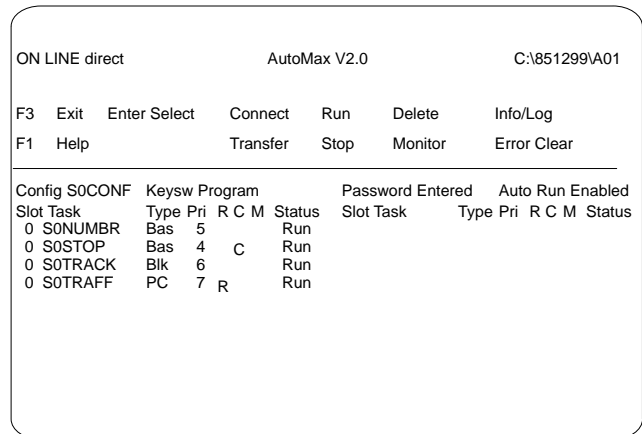 ON LINE direct AutoMax V2.0 C:\851299\A01
F3 Exit Enter Select Connect Run Delete Info/Log
F1 Help Transfer Stop Monitor Error Clear
Config S0CONF Keysw Program Password Entered Auto Run Enabled
Slot Task Type Pri R C M Status Slot Task Type Pri R C M Status
0 S0NUMBR Bas 5 Run
0 S0STOP Bas 4 C Run
0 S0TRACK Blk 6 Run
0 S0TRAFF PC 7 R Run